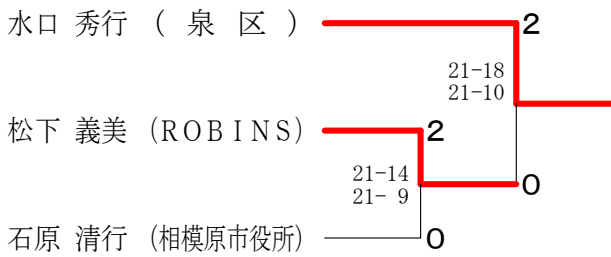 水口 秀行 (泉 区)
2
21-18
21-10
松下 義美 (ROBINS)
2
21-14
21- 9
0
石原 清行 (相模原市役所)
0